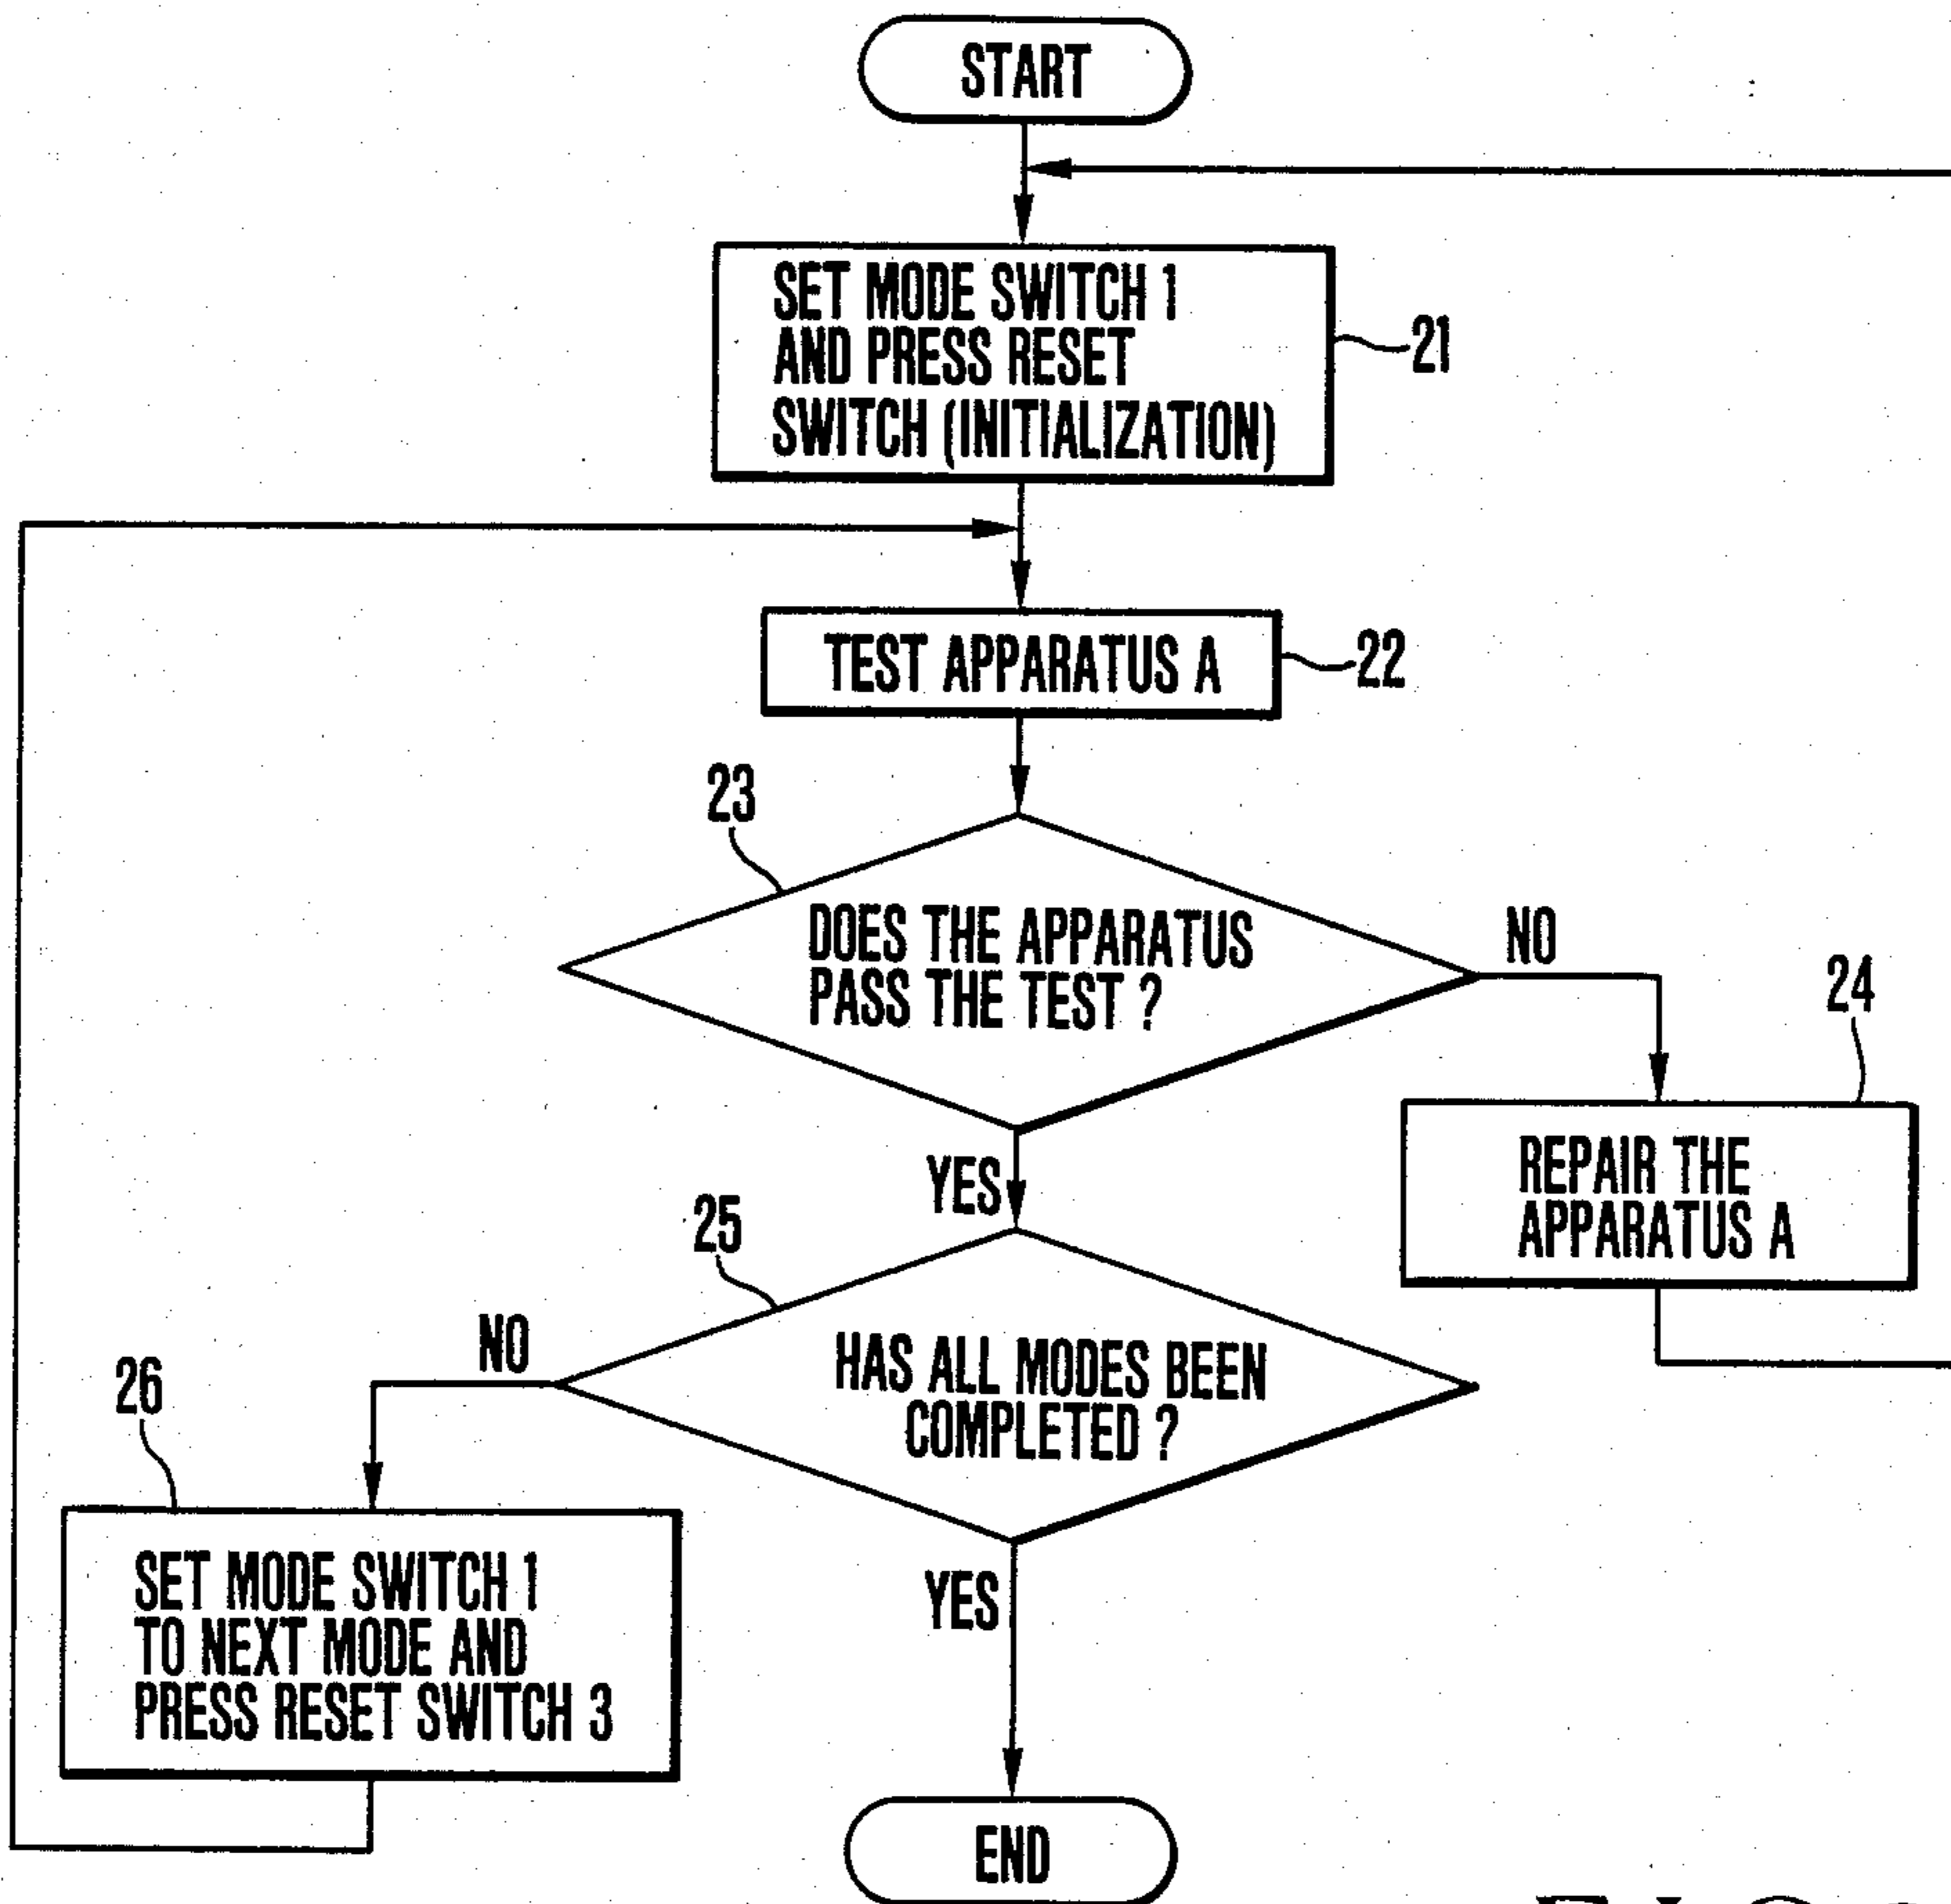 START
SET MODE SWITCH 1
AND PRESS RESET
SWITCH (INITIALIZATION)
21
TEST APPARATUS A
22
23
DOES THE APPARATUS
PASS THE TEST ?
NO
24
YES
REPAIR THE
APPARATUS A
25
NO
HAS ALL MODES BEEN
COMPLETED ?
26
SET MODE SWITCH 1
TO NEXT MODE AND
PRESS RESET SWITCH 3
YES
END